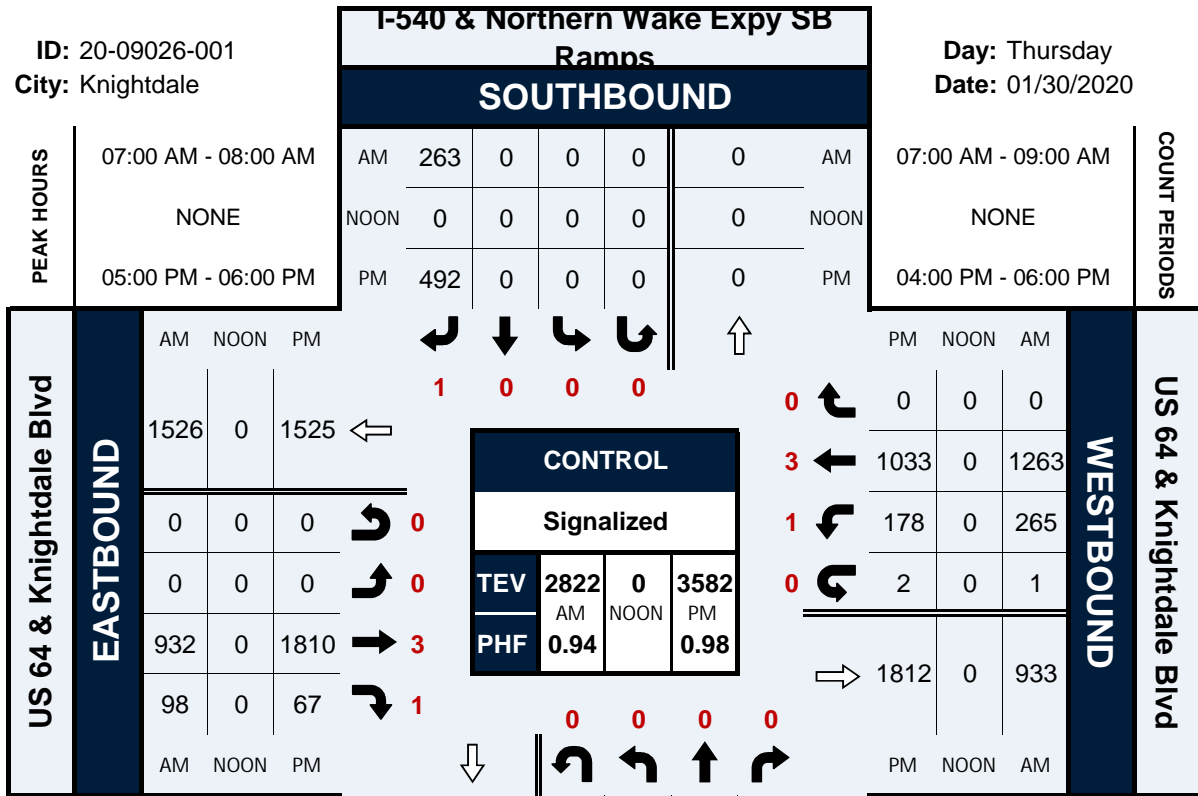 I-540 & Northern Wake Expy SB
Ramps
ID: 20-09026-001
City: Knightdale
Day: Thursday
Date: 01/30/2020
SOUTHBOUND
PEAK HOURS
07:00 AM - 08:00 AM
NONE
05:00 PM - 06:00 PM
AM 263 0 0 0 0 AM
NOON 0 0 0 0 0 NOON
PM 492 0 0 0 0 PM
07:00 AM - 09:00 AM
NONE
04:00 PM - 06:00 PM
COUNT PERIODS
1 0 0 0
US 64 & Knightdale Blvd
EASTBOUND
AM NOON PM
1526 0 1525
0 0 0 0
0 0 0 0
932 0 1810 3
98 0 67 1
AM NOON PM
CONTROL
Signalized
TEV 2822 0 3582
AM NOON PM
PHF 0.94 0.98
PM NOON AM
0 0 0 0
3 1033 0 1263
1 178 0 265
0 2 0 1
1812 0 933
PM NOON AM
WESTBOUND
US 64 & Knightdale Blvd
0 0 0 0